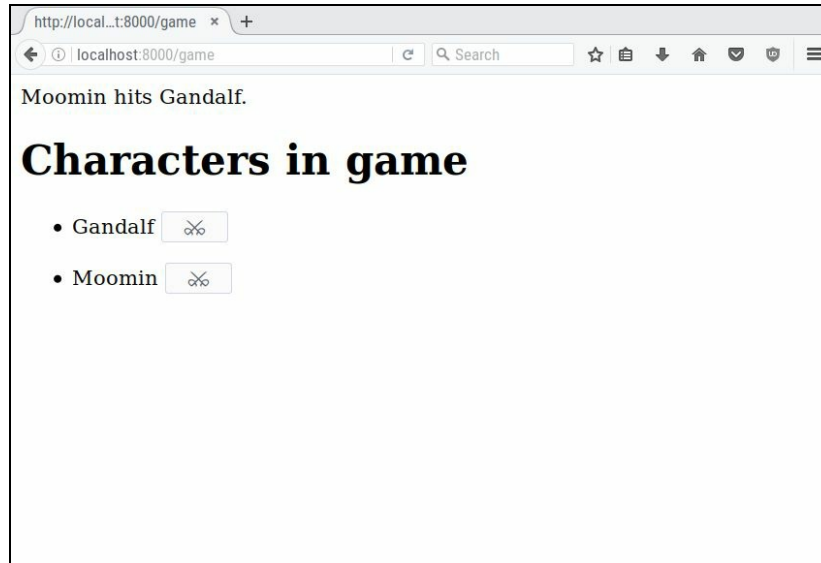 http://local...t:8000/game × +
localhost:8000/game Search
Moomin hits Gandalf.
Characters in game
• Gandalf ⚔
• Moomin ⚔